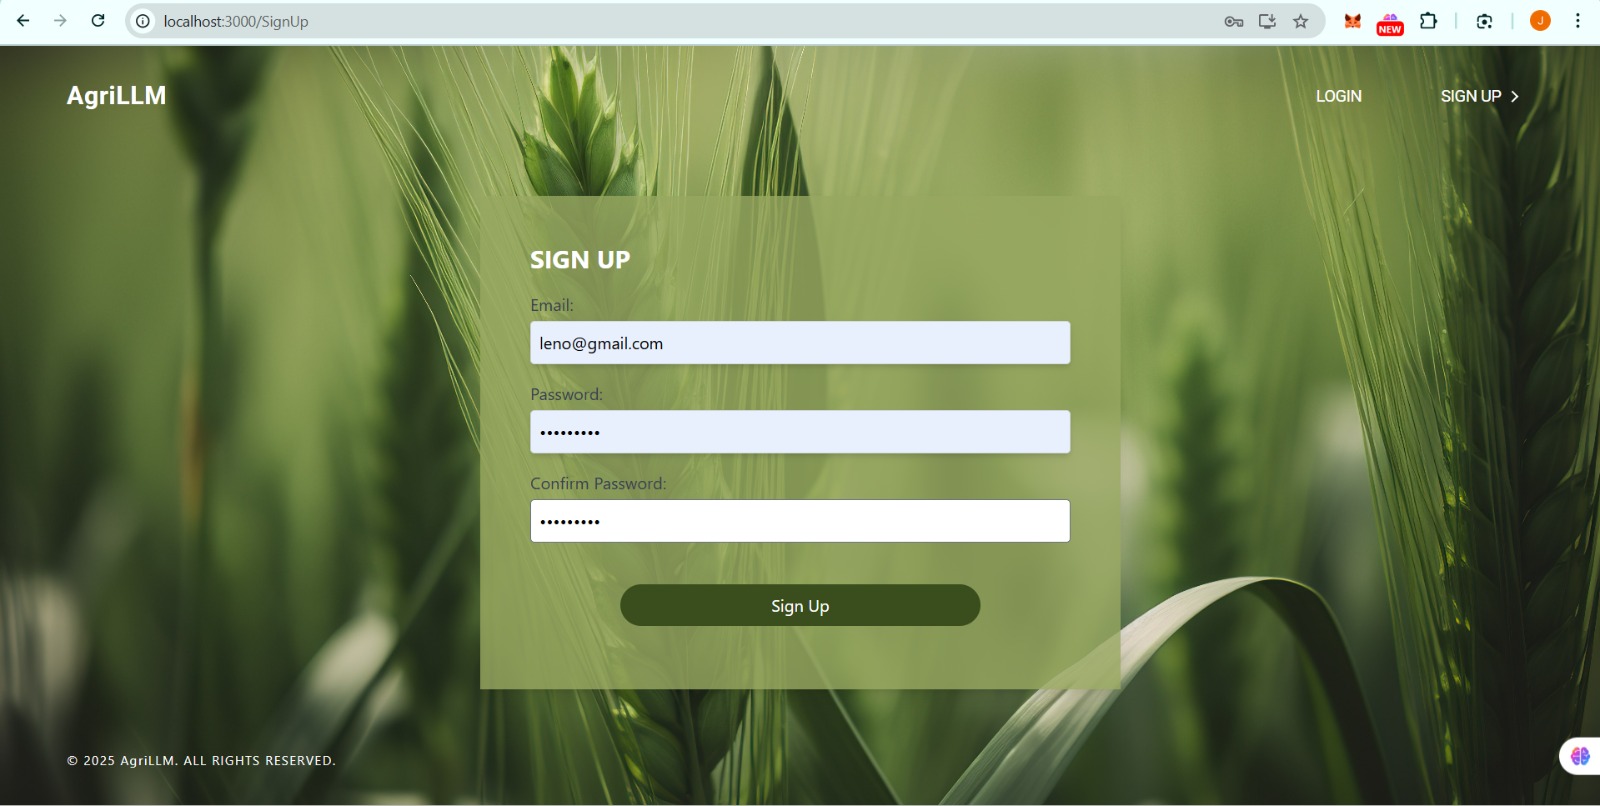 localhost:3000/SignUp
NEW
J
AgriLLM
LOGIN
SIGN UP
SIGN UP
Email:
leno@gmail.com
Password:
•••••••••
Confirm Password:
•••••••••
Sign Up
© 2025 AgriLLM. ALL RIGHTS RESERVED.